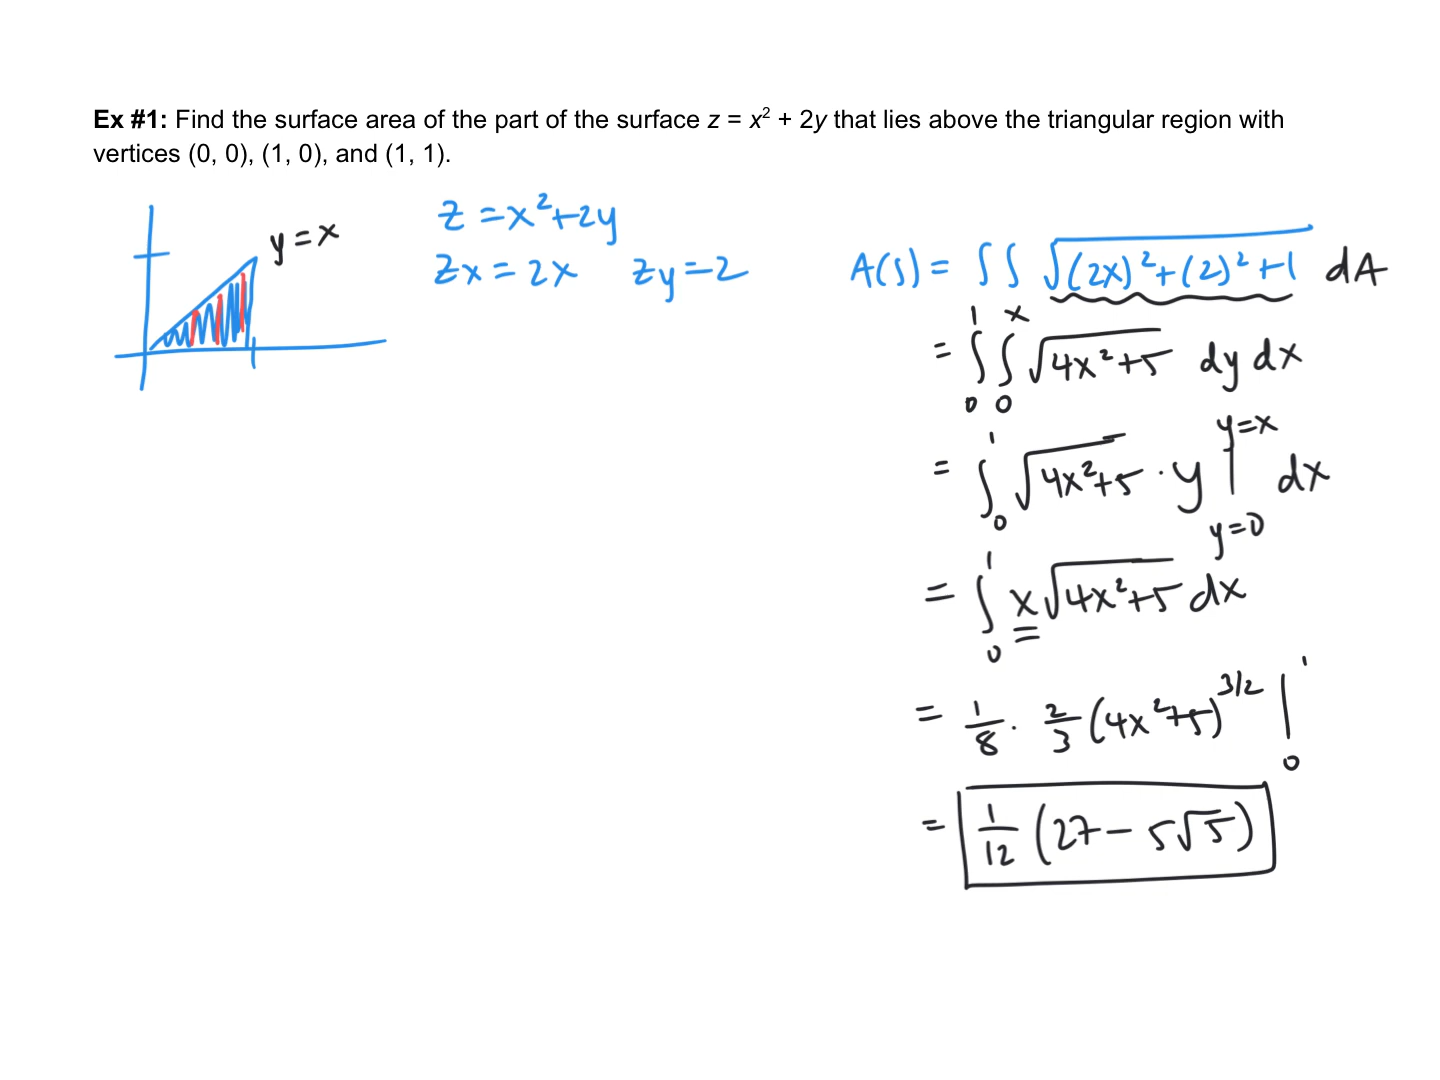 Ex #1: Find the surface area of the part of the surface z = x² + 2y that lies above the triangular region with
vertices (0, 0), (1, 0), and (1, 1).
y=x
z = x²+2y
zx = 2x zy=2
A(S) = ∫∫ √((2x)²+(2)²+1) dA
= ∫₀¹ ∫₀ˣ √(4x²+5) dy dx
= ∫₀¹ √(4x²+5) · y |_{y=0}^{y=x} dx
= ∫₀¹ x√(4x²+5) dx
= 1/8 · 2/3 (4x²+5)^{3/2} |₀¹
= 1/12 (27 − 5√5)